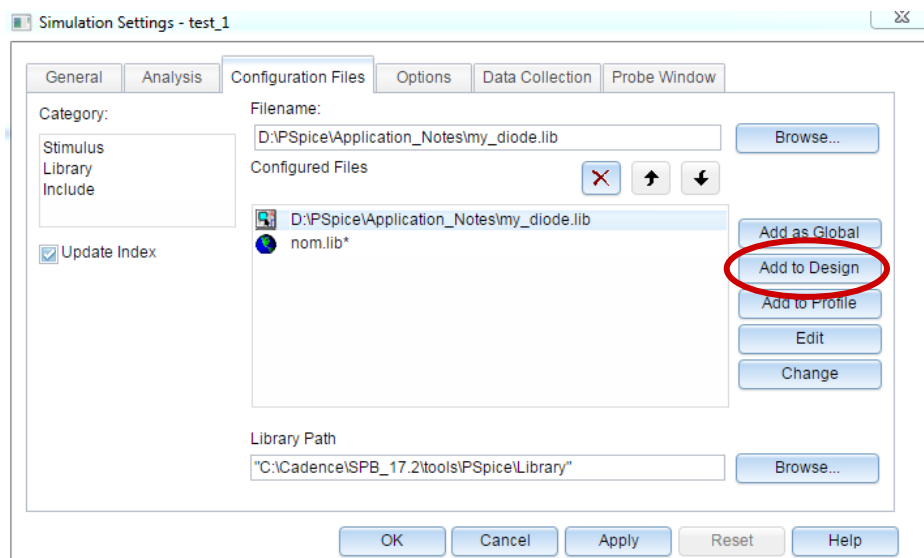 Simulation Settings - test_1
General Analysis Configuration Files Options Data Collection Probe Window
Category:
Stimulus
Library
Include
Update Index
Filename:
D:\PSpice\Application_Notes\my_diode.lib
Browse...
Configured Files
D:\PSpice\Application_Notes\my_diode.lib
nom.lib*
Add as Global
Add to Design
Add to Profile
Edit
Change
Library Path
"C:\Cadence\SPB_17.2\tools\PSpice\Library"
Browse...
OK Cancel Apply Reset Help